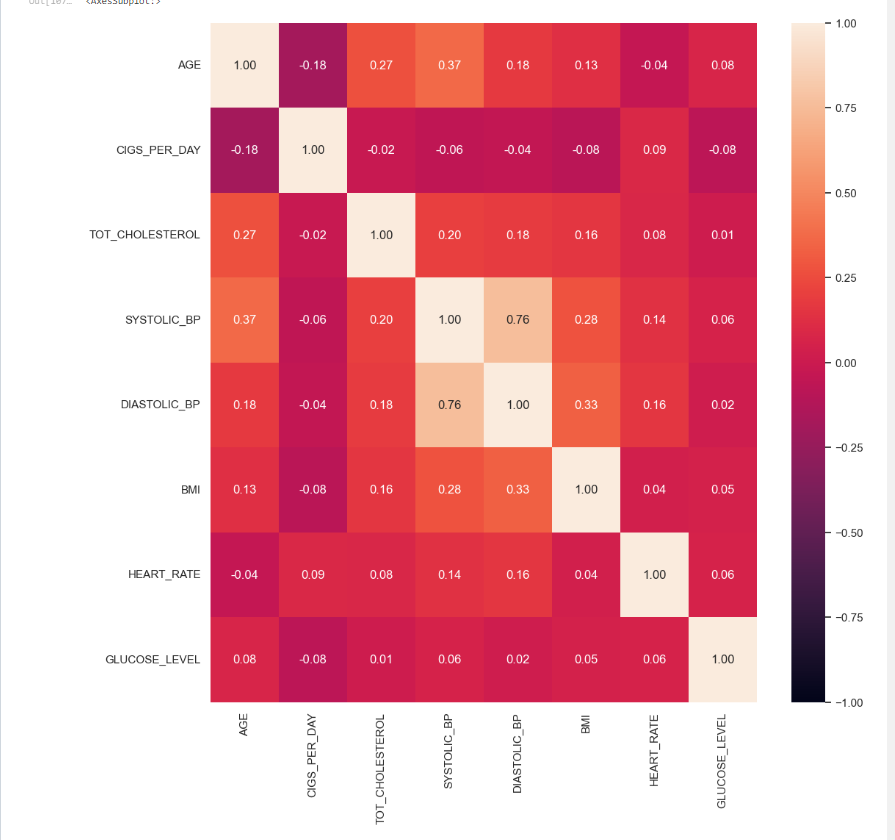 <AxesSubplot:>
1.00
AGE 1.00 -0.18 0.27 0.37 0.18 0.13 -0.04 0.08
0.75
CIGS_PER_DAY -0.18 1.00 -0.02 -0.06 -0.04 -0.08 0.09 -0.08
0.50
TOT_CHOLESTEROL 0.27 -0.02 1.00 0.20 0.18 0.16 0.08 0.01
0.25
SYSTOLIC_BP 0.37 -0.06 0.20 1.00 0.76 0.28 0.14 0.06
0.00
DIASTOLIC_BP 0.18 -0.04 0.18 0.76 1.00 0.33 0.16 0.02
−0.25
BMI 0.13 -0.08 0.16 0.28 0.33 1.00 0.04 0.05
−0.50
HEART_RATE -0.04 0.09 0.08 0.14 0.16 0.04 1.00 0.06
−0.75
GLUCOSE_LEVEL 0.08 -0.08 0.01 0.06 0.02 0.05 0.06 1.00
−1.00
AGE
CIGS_PER_DAY
TOT_CHOLESTEROL
SYSTOLIC_BP
DIASTOLIC_BP
BMI
HEART_RATE
GLUCOSE_LEVEL